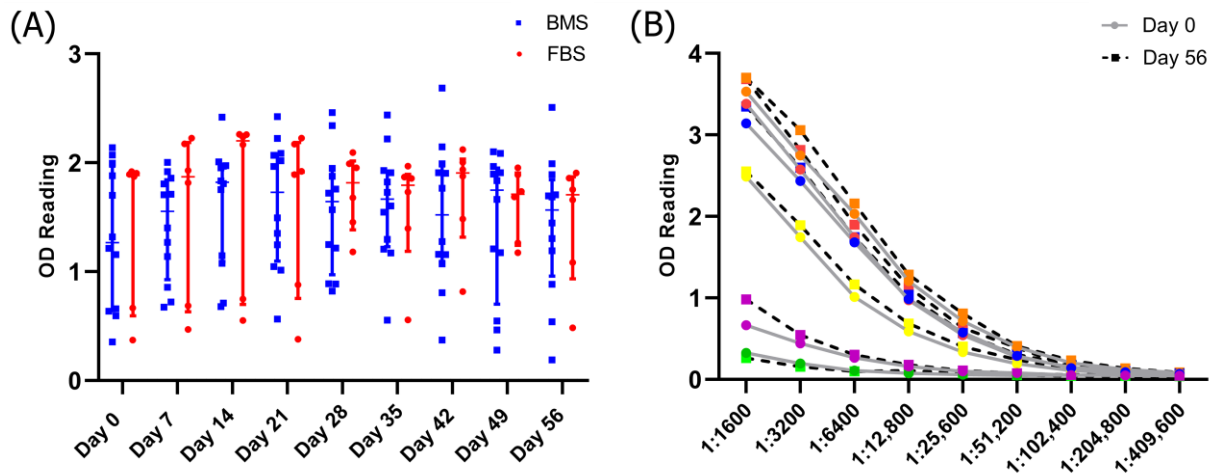 (A)
BMS
FBS
3
2
1
0
OD Reading
Day 0
Day 7
Day 14
Day 21
Day 28
Day 35
Day 42
Day 49
Day 56
(B)
Day 0
Day 56
4
3
2
1
0
OD Reading
1:1600
1:3200
1:6400
1:12,800
1:25,600
1:51,200
1:102,400
1:204,800
1:409,600